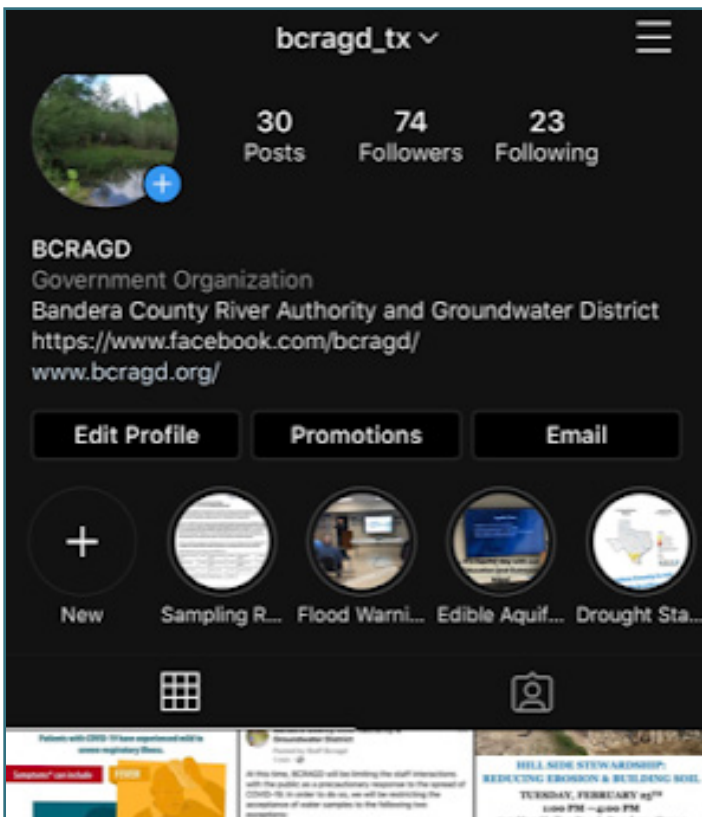 bcragd_tx
30 74 23
Posts Followers Following
BCRAGD
Government Organization
Bandera County River Authority and Groundwater District
https://www.facebook.com/bcragd/
www.bcragd.org/
Edit Profile Promotions Email
New Sampling R... Flood Warni... Edible Aquif... Drought Sta...
Patients with COVID-19 have experienced mild to
severe respiratory illness.
Symptoms* can include FEVER
Groundwater District
At this time, BCRAGD will be limiting the staff interactions
with the public as a precautionary response to the spread of
COVID-19. In order to do so, we will be restricting the
acceptance of water samples to the following two
exceptions:
HILL SIDE STEWARDSHIP:
REDUCING EROSION & BUILDING SOIL
TUESDAY, FEBRUARY 25TH
1:00 PM —4:00 PM